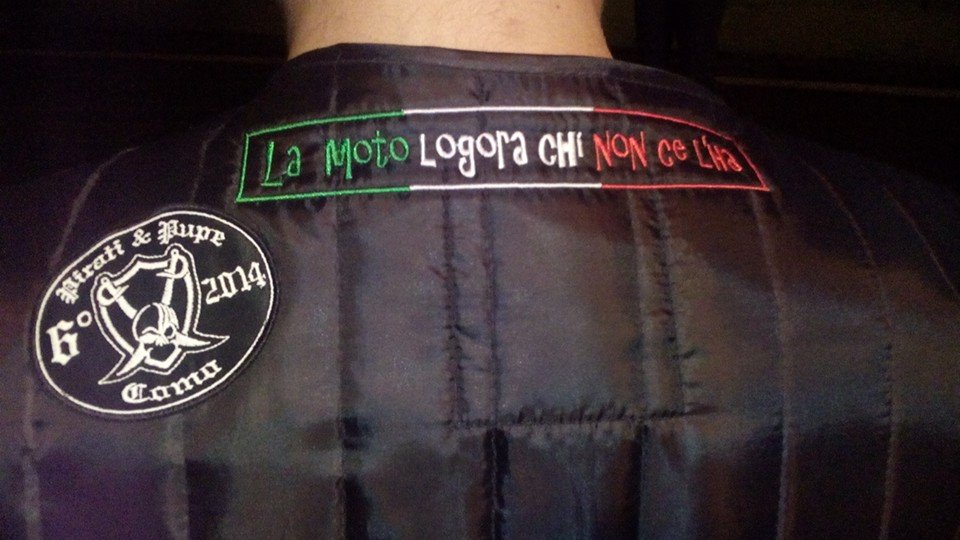 La Moto Logora CHi NoN ce L'Ha
Pirati & Pupe
6° 2014
Como